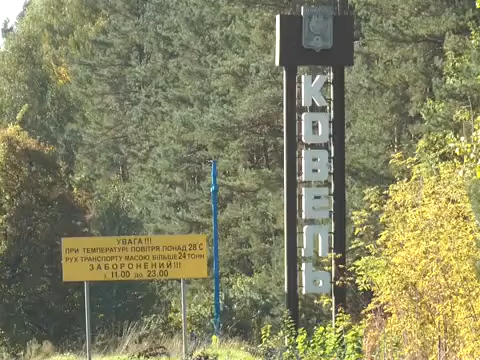 КОВЕЛЬ
УВАГА!!!
ПРИ ТЕМПЕРАТУРІ ПОВІТРЯ ПОНАД 28°С
РУХ ТРАНСПОРТУ МАСОЮ БІЛЬШЕ 24 ТОНН
ЗАБОРОНЕНИЙ!!!
з 11.00 до 23.00